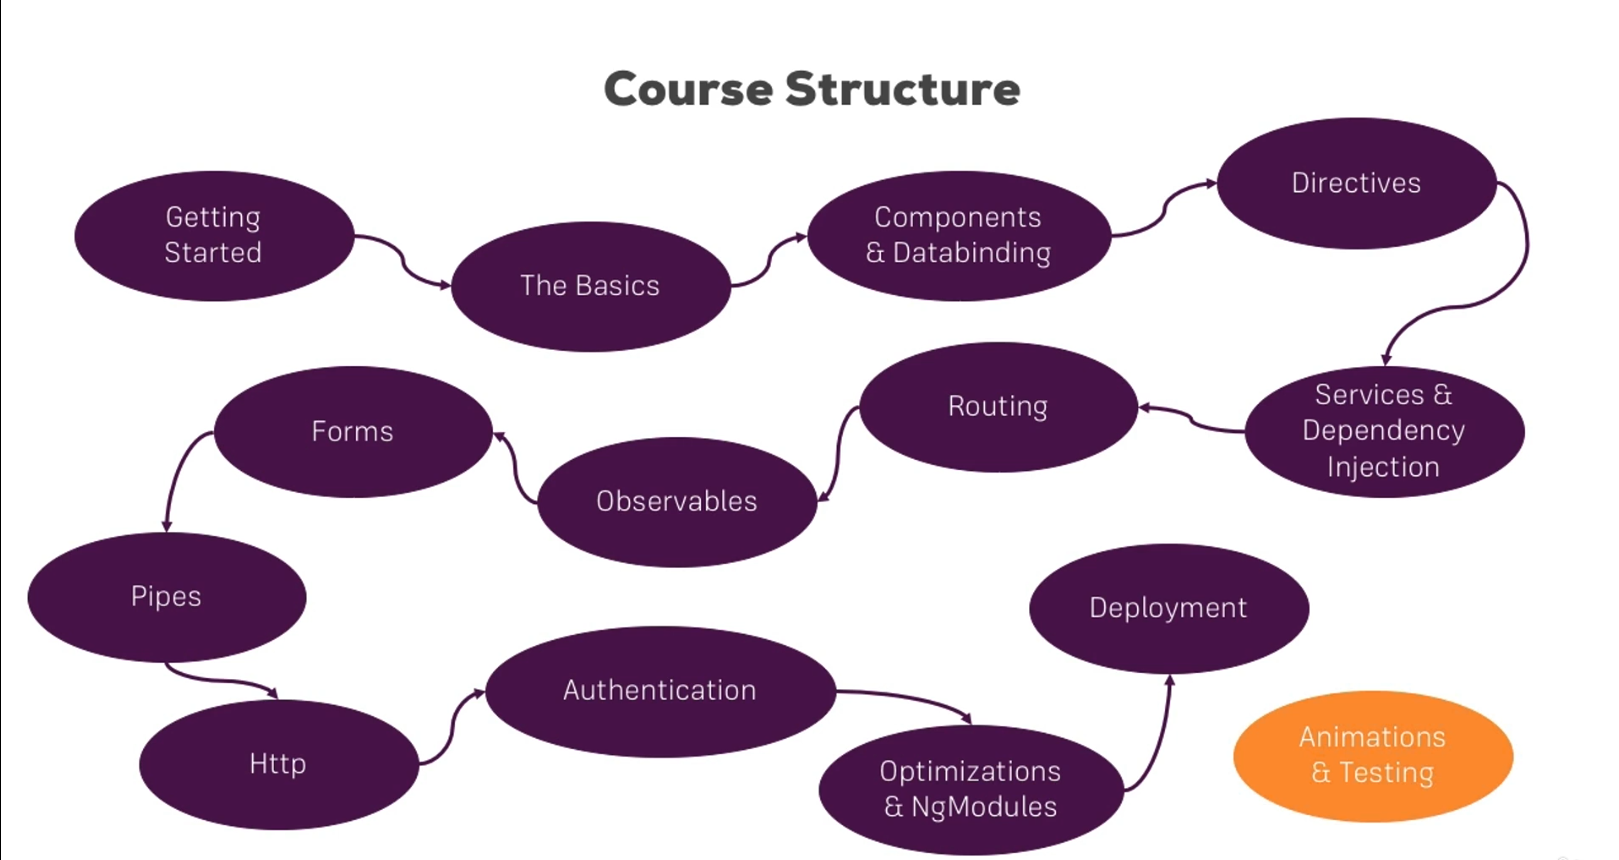 Course Structure
Getting
Started
The Basics
Components
& Databinding
Directives
Services &
Dependency
Injection
Routing
Observables
Forms
Pipes
Http
Authentication
Optimizations
& NgModules
Deployment
Animations
& Testing